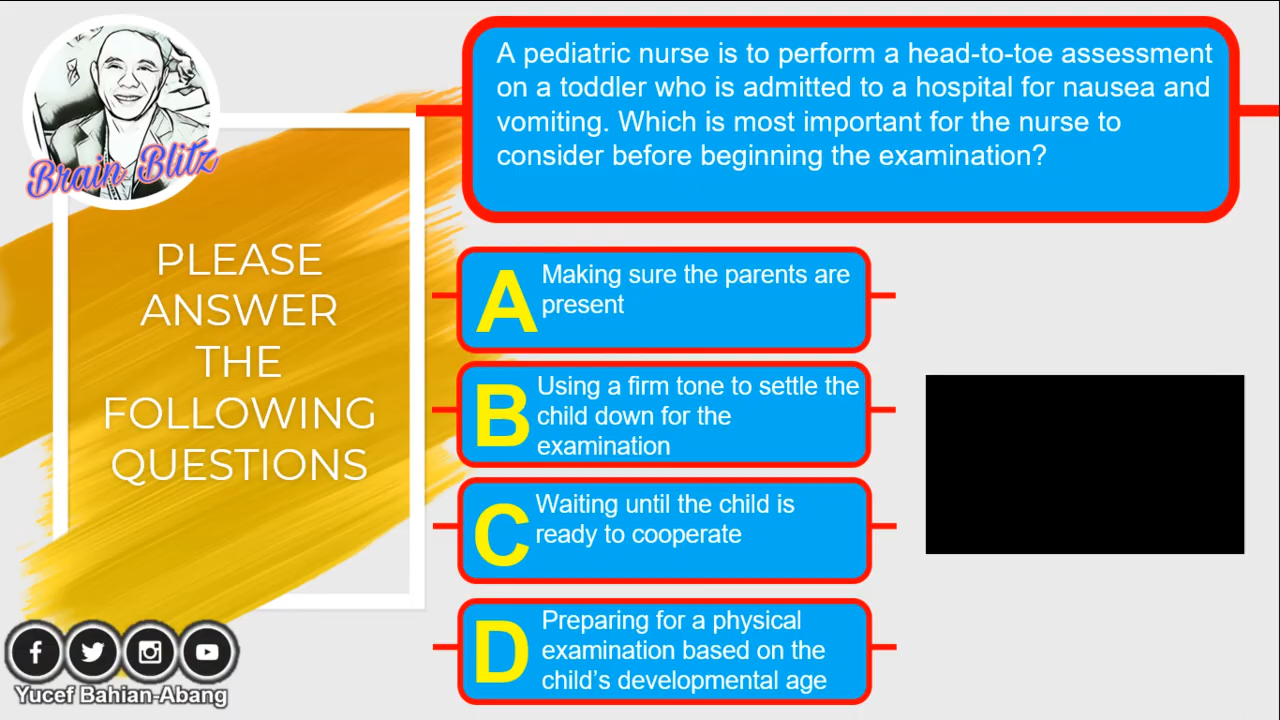 Brain Blitz
PLEASE
ANSWER
THE
FOLLOWING
QUESTIONS
Yucef Bahian-Abang
A pediatric nurse is to perform a head-to-toe assessment
on a toddler who is admitted to a hospital for nausea and
vomiting. Which is most important for the nurse to
consider before beginning the examination?
A
Making sure the parents are
present
B
Using a firm tone to settle the
child down for the
examination
C
Waiting until the child is
ready to cooperate
D
Preparing for a physical
examination based on the
child’s developmental age